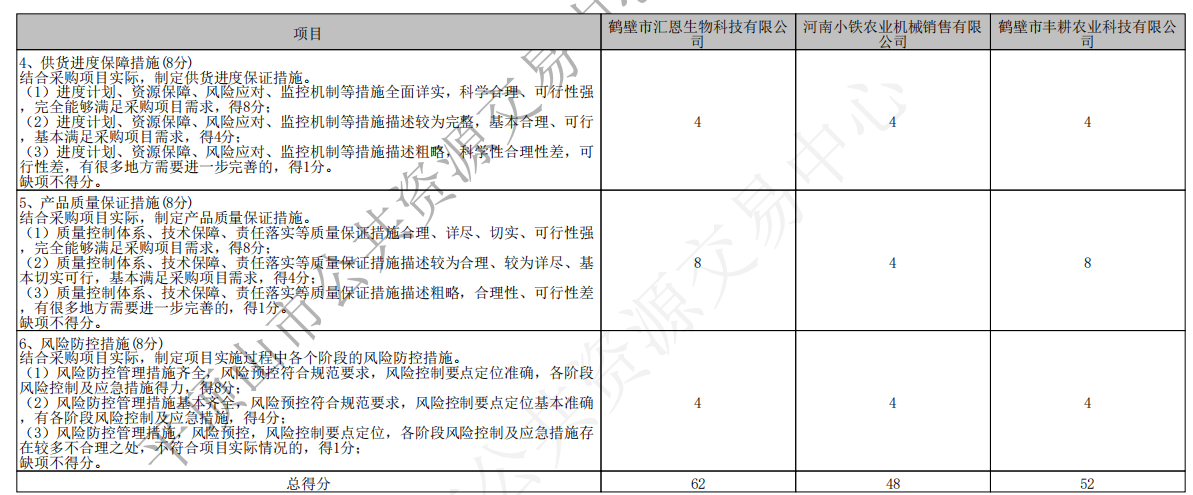 项目
鹤壁市汇恩生物科技有限公
司
河南小铁农业机械销售有限
公司
鹤壁市丰耕农业科技有限公
司
4、供货进度保障措施(8分)
结合采购项目实际，制定供货进度保证措施。
（1）进度计划、资源保障、风险应对、监控机制等措施全面详实，科学合理、可行性强
，完全能够满足采购项目需求，得8分；
（2）进度计划、资源保障、风险应对、监控机制等措施描述较为完整，基本合理、可行
，基本满足采购项目需求，得4分；
（3）进度计划、资源保障、风险应对、监控机制等措施描述粗略，科学性合理性差，可
行性差，有很多地方需要进一步完善的，得1分。
缺项不得分。
4
4
4
5、产品质量保证措施(8分)
结合采购项目实际，制定产品质量保证措施。
（1）质量控制体系、技术保障、责任落实等质量保证措施合理、详尽、切实、可行性强
，完全能够满足采购项目需求，得8分；
（2）质量控制体系、技术保障、责任落实等质量保证措施描述较为合理、较为详尽、基
本切实可行，基本满足采购项目需求，得4分；
（3）质量控制体系、技术保障、责任落实等质量保证措施描述粗略，合理性、可行性差
，有很多地方需要进一步完善的，得1分。
缺项不得分。
8
4
8
6、风险防控措施(8分)
结合采购项目实际，制定项目实施过程中各个阶段的风险防控措施。
（1）风险防控管理措施齐全，风险预控符合规范要求，风险控制要点定位准确，各阶段
风险控制及应急措施得力，得8分；
（2）风险防控管理措施基本齐全，风险预控符合规范要求，风险控制要点定位基本准确
，有各阶段风险控制及应急措施，得4分；
（3）风险防控管理措施，风险预控，风险控制要点定位，各阶段风险控制及应急措施存
在较多不合理之处，不符合项目实际情况的，得1分；
缺项不得分。
4
4
4
总得分
62
48
52
平顶山市公共资源交易中心
公共资源交易中心